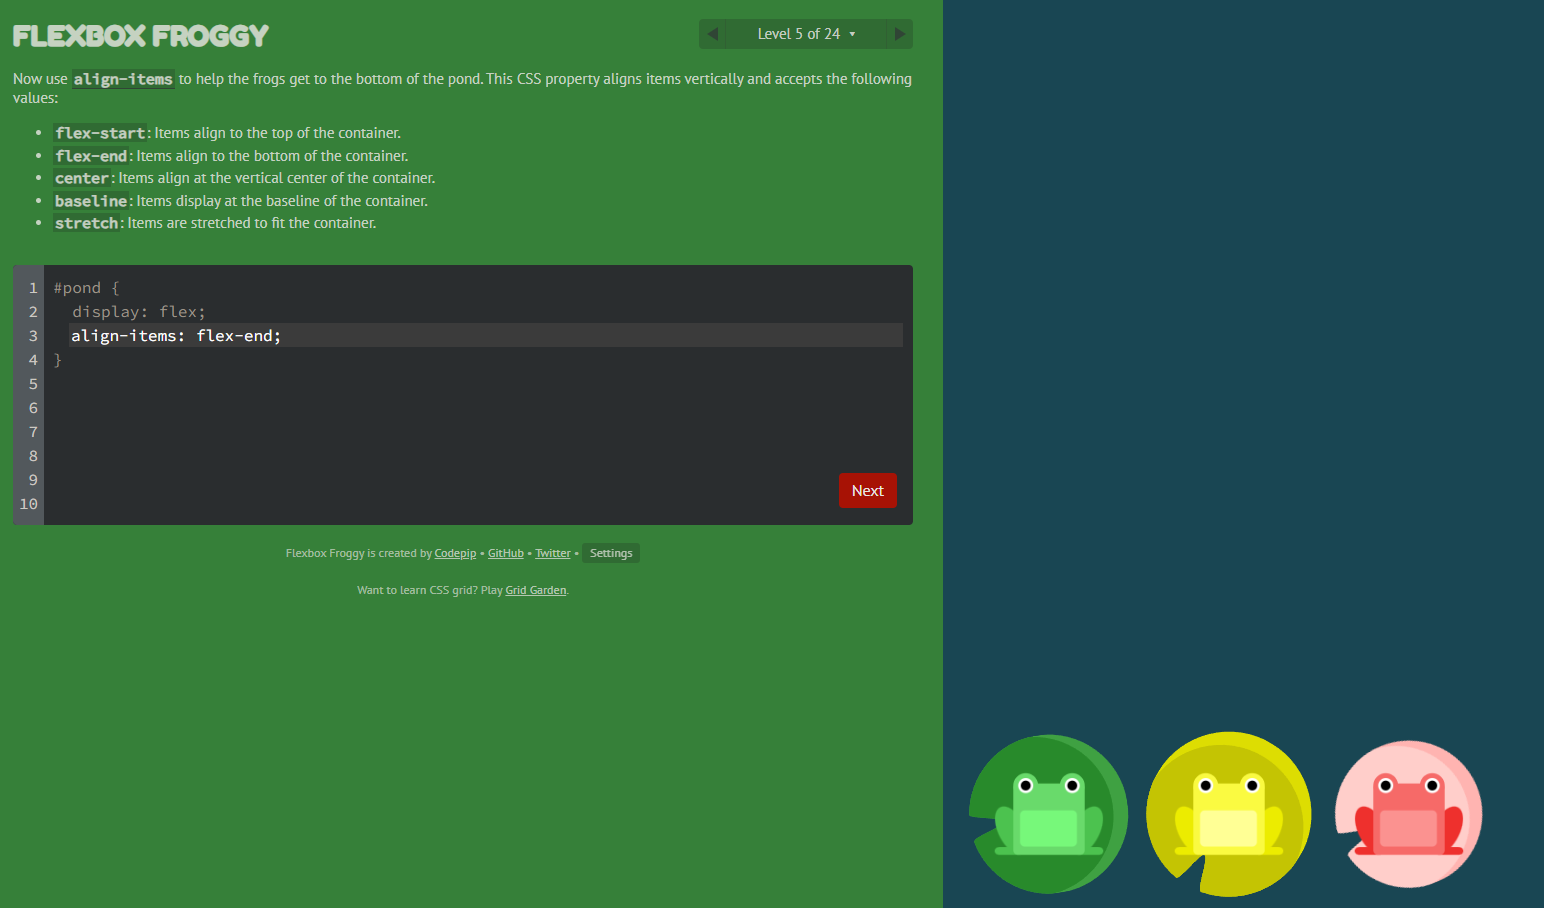 FLEXBOX FROGGY
Level 5 of 24
Now use align-items to help the frogs get to the bottom of the pond. This CSS property aligns items vertically and accepts the following
values:
flex-start: Items align to the top of the container.
flex-end: Items align to the bottom of the container.
center: Items align at the vertical center of the container.
baseline: Items display at the baseline of the container.
stretch: Items are stretched to fit the container.
1 #pond {
2 display: flex;
3 align-items: flex-end;
4 }
5
6
7
8
9
10
Next
Flexbox Froggy is created by Codepip • GitHub • Twitter • Settings
Want to learn CSS grid? Play Grid Garden.